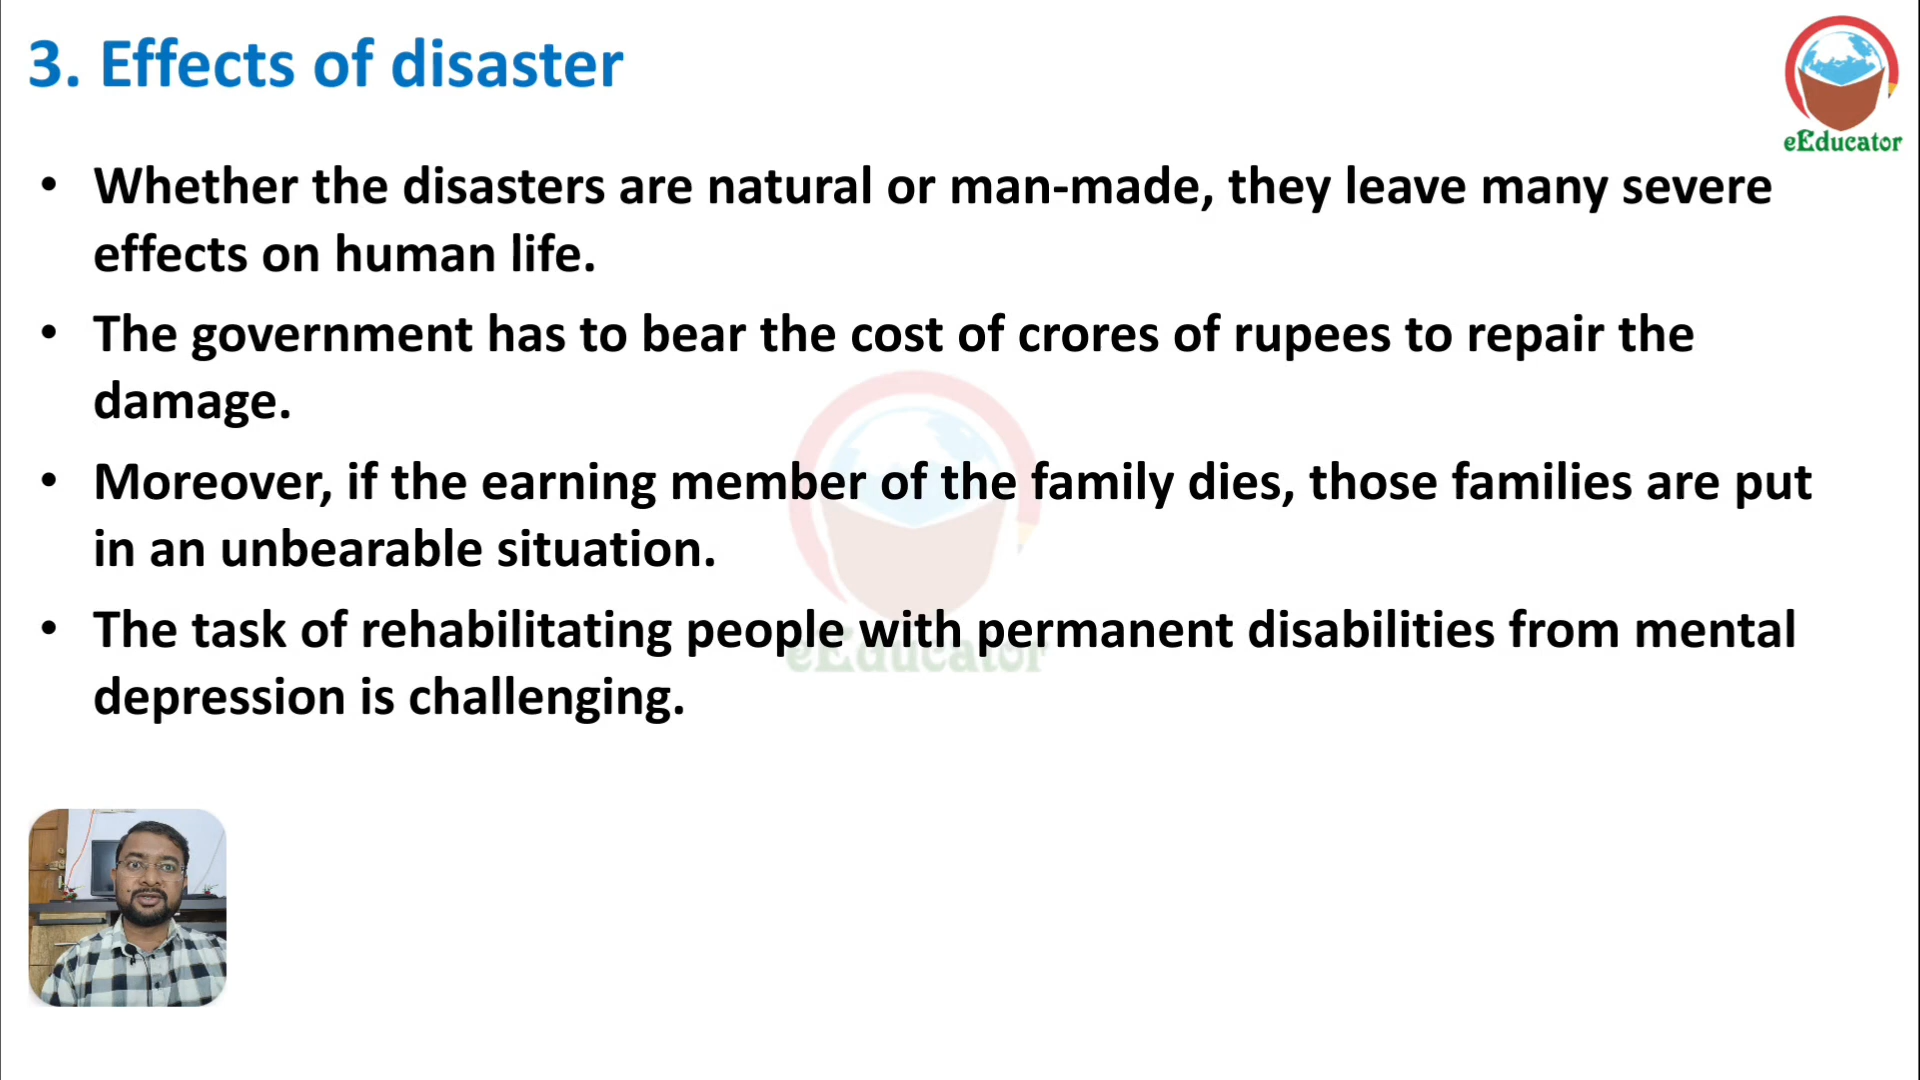 3. Effects of disaster
eEducator
• Whether the disasters are natural or man-made, they leave many severe
effects on human life.
• The government has to bear the cost of crores of rupees to repair the
damage.
• Moreover, if the earning member of the family dies, those families are put
in an unbearable situation.
• The task of rehabilitating people with permanent disabilities from mental
depression is challenging.
eEducator